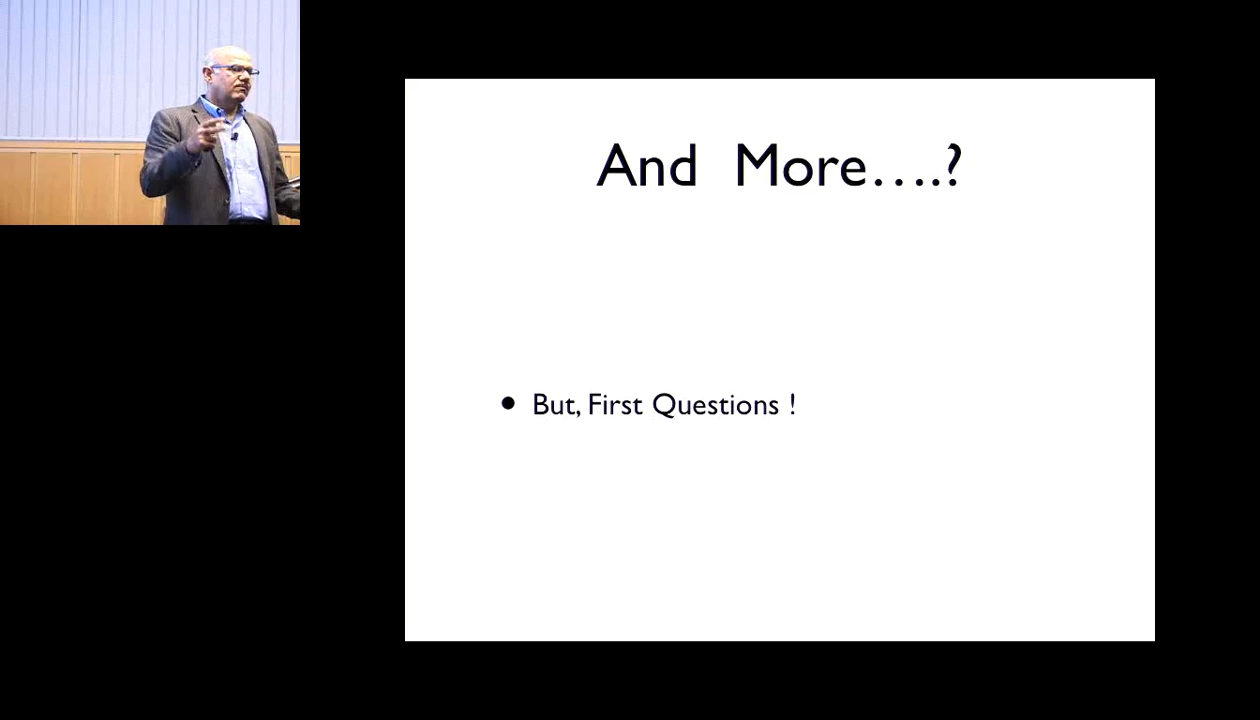 And More….?
• But, First Questions !